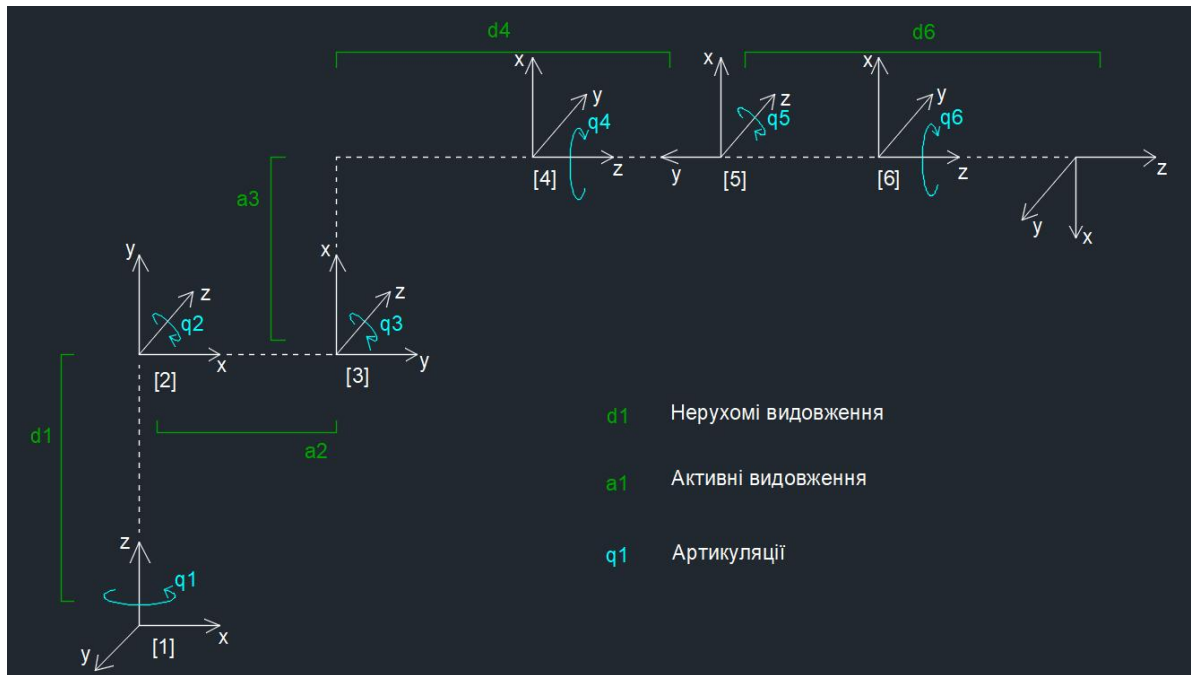 d4
d6
x
x
x
y
z
y
q4
q5
q6
z
y
z
z
[4]
[5]
[6]
a3
y
x
y
x
z
z
q2
q3
x
y
[2]
[3]
d1
a2
d1 Нерухомі видовження
a1 Активні видовження
q1 Артикуляції
z
q1
x
y
[1]